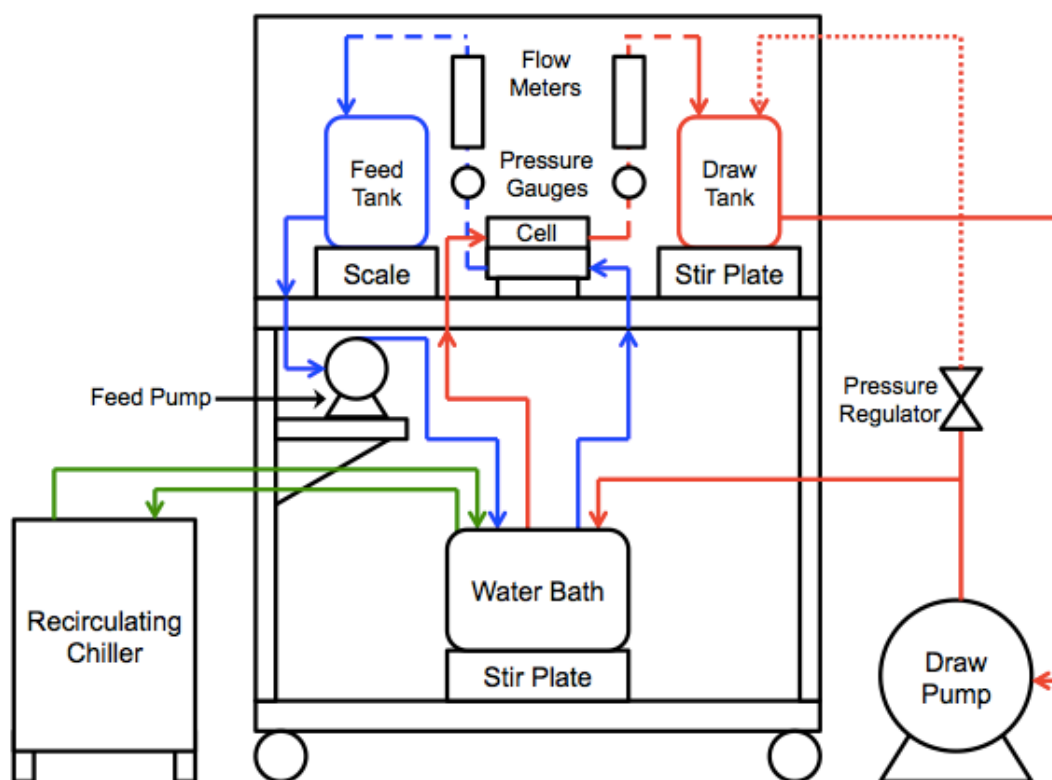 Flow
Meters
Feed
Tank
Pressure
Gauges
Draw
Tank
Cell
Scale
Stir Plate
Feed Pump
Pressure
Regulator
Water Bath
Recirculating
Chiller
Stir Plate
Draw
Pump